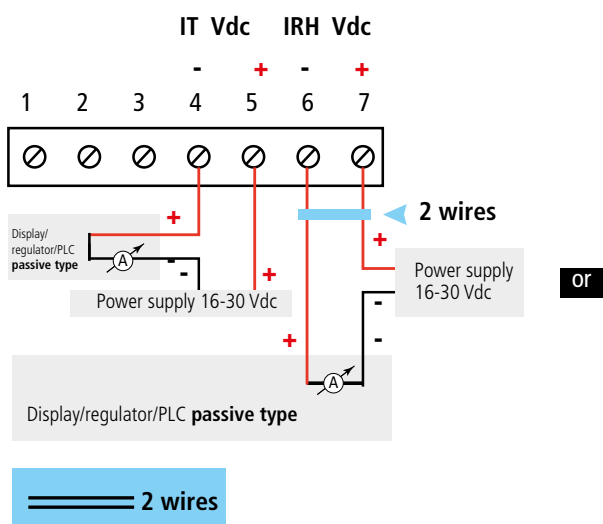 IT Vdc IRH Vdc
- + - +
1 2 3 4 5 6 7
2 wires
+
Display/
regulator/PLC
passive type
A
-
-
+
Power supply 16-30 Vdc
+
Power supply
16-30 Vdc
-
or
+
-
A
Display/regulator/PLC passive type
2 wires